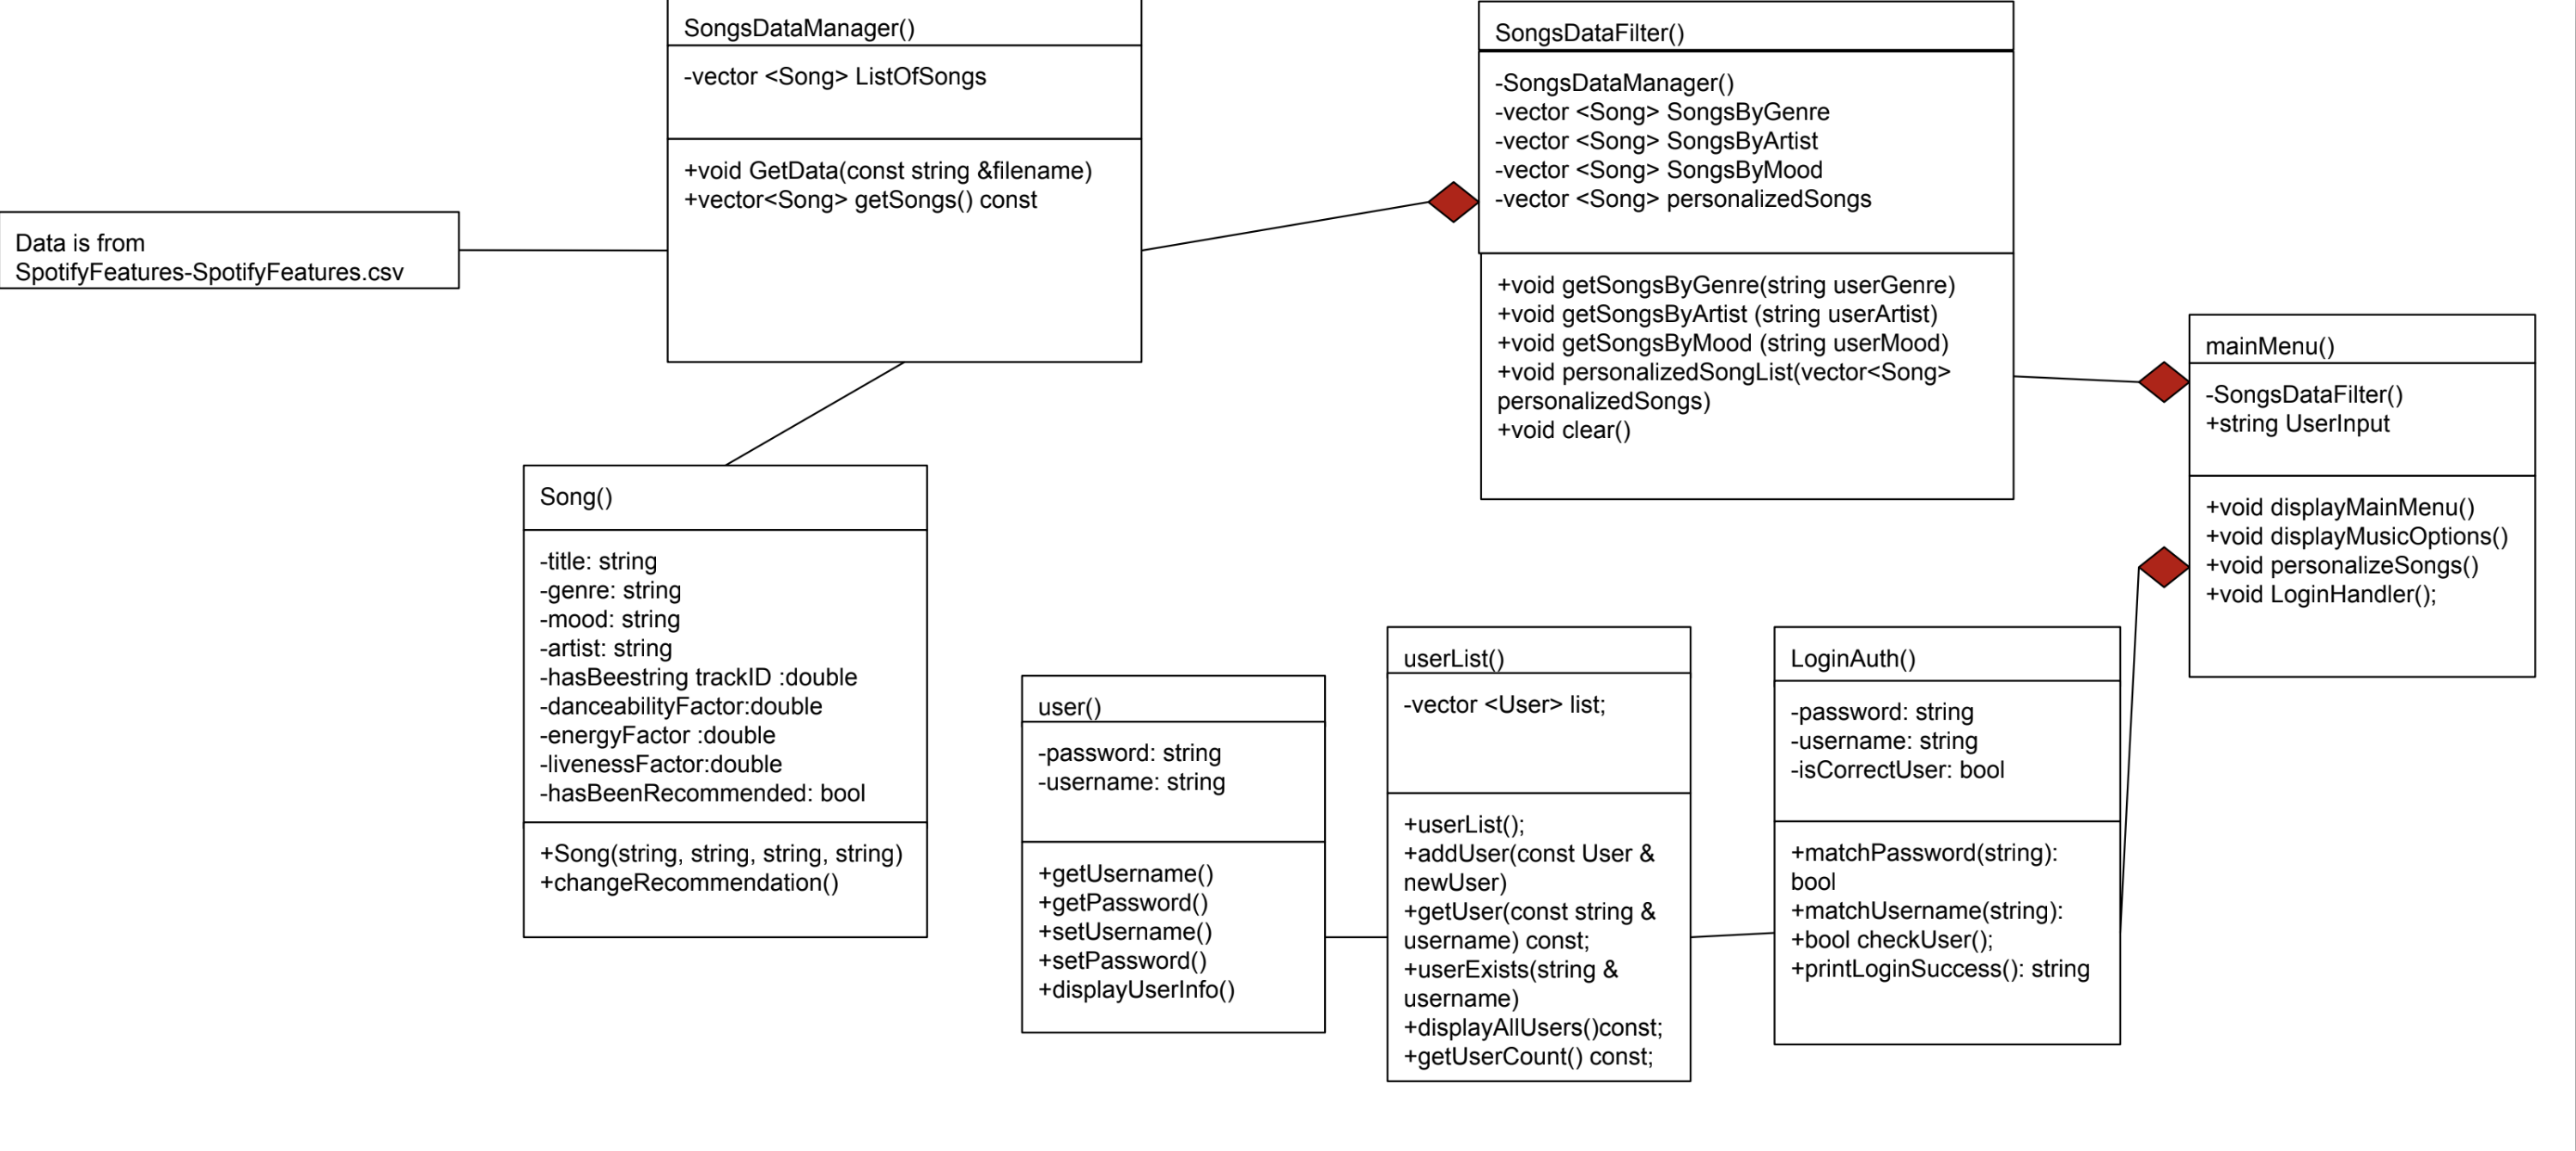 SongsDataManager()
-vector <Song> ListOfSongs
+void GetData(const string &filename)
+vector<Song> getSongs() const
SongsDataFilter()
-SongsDataManager()
-vector <Song> SongsByGenre
-vector <Song> SongsByArtist
-vector <Song> SongsByMood
-vector <Song> personalizedSongs
+void getSongsByGenre(string userGenre)
+void getSongsByArtist (string userArtist)
+void getSongsByMood (string userMood)
+void personalizedSongList(vector<Song>
personalizedSongs)
+void clear()
Data is from
SpotifyFeatures-SpotifyFeatures.csv
mainMenu()
-SongsDataFilter()
+string UserInput
+void displayMainMenu()
+void displayMusicOptions()
+void personalizeSongs()
+void LoginHandler();
Song()
-title: string
-genre: string
-mood: string
-artist: string
-hasBeestring trackID :double
-danceabilityFactor:double
-energyFactor :double
-livenessFactor:double
-hasBeenRecommended: bool
+Song(string, string, string, string)
+changeRecommendation()
user()
-password: string
-username: string
+getUsername()
+getPassword()
+setUsername()
+setPassword()
+displayUserInfo()
userList()
-vector <User> list;
+userList();
+addUser(const User &
newUser)
+getUser(const string &
username) const;
+userExists(string &
username)
+displayAllUsers()const;
+getUserCount() const;
LoginAuth()
-password: string
-username: string
-isCorrectUser: bool
+matchPassword(string):
bool
+matchUsername(string):
+bool checkUser();
+printLoginSuccess(): string